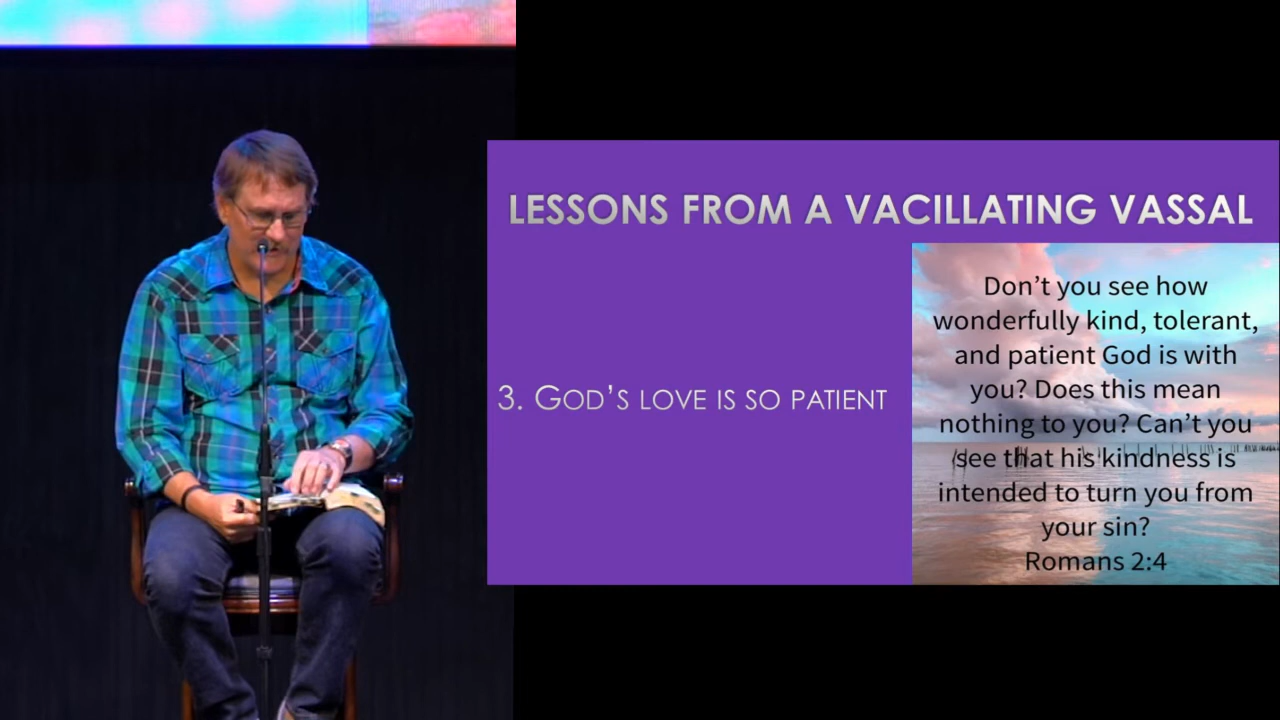 LESSONS FROM A VACILLATING VASSAL
3. GOD'S LOVE IS SO PATIENT
Don't you see how
wonderfully kind, tolerant,
and patient God is with
you? Does this mean
nothing to you? Can't you
see that his kindness is
intended to turn you from
your sin?
Romans 2:4